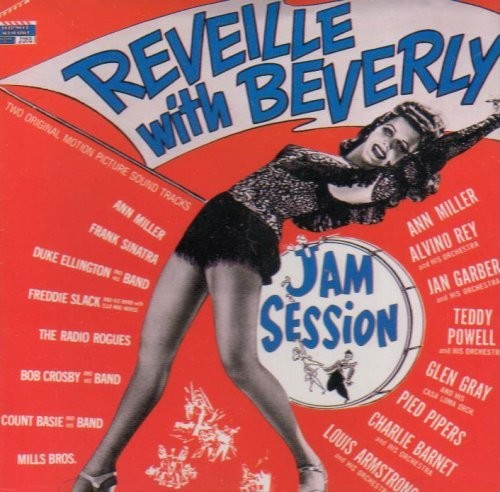 REVEILLE
with BEVERLY
TWO ORIGINAL MOTION PICTURE SOUND TRACKS
ANN MILLER
FRANK SINATRA
DUKE ELLINGTON AND HIS BAND
FREDDIE SLACK AND HIS BAND with
ELLA MAE MORSE
THE RADIO ROGUES
BOB CROSBY AND HIS BAND
COUNT BASIE AND HIS BAND
MILLS BROS.
JAM
SESSION
ANN MILLER
ALVINO REY
and HIS ORCHESTRA
JAN GARBER
and HIS ORCHESTRA
TEDDY
POWELL
and HIS ORCHESTRA
GLEN GRAY
AND HIS
CASA LOMA ORCH.
PIED PIPERS
CHARLIE BARNET
and HIS ORCHESTRA
LOUIS ARMSTRONG
and HIS ORCHESTRA